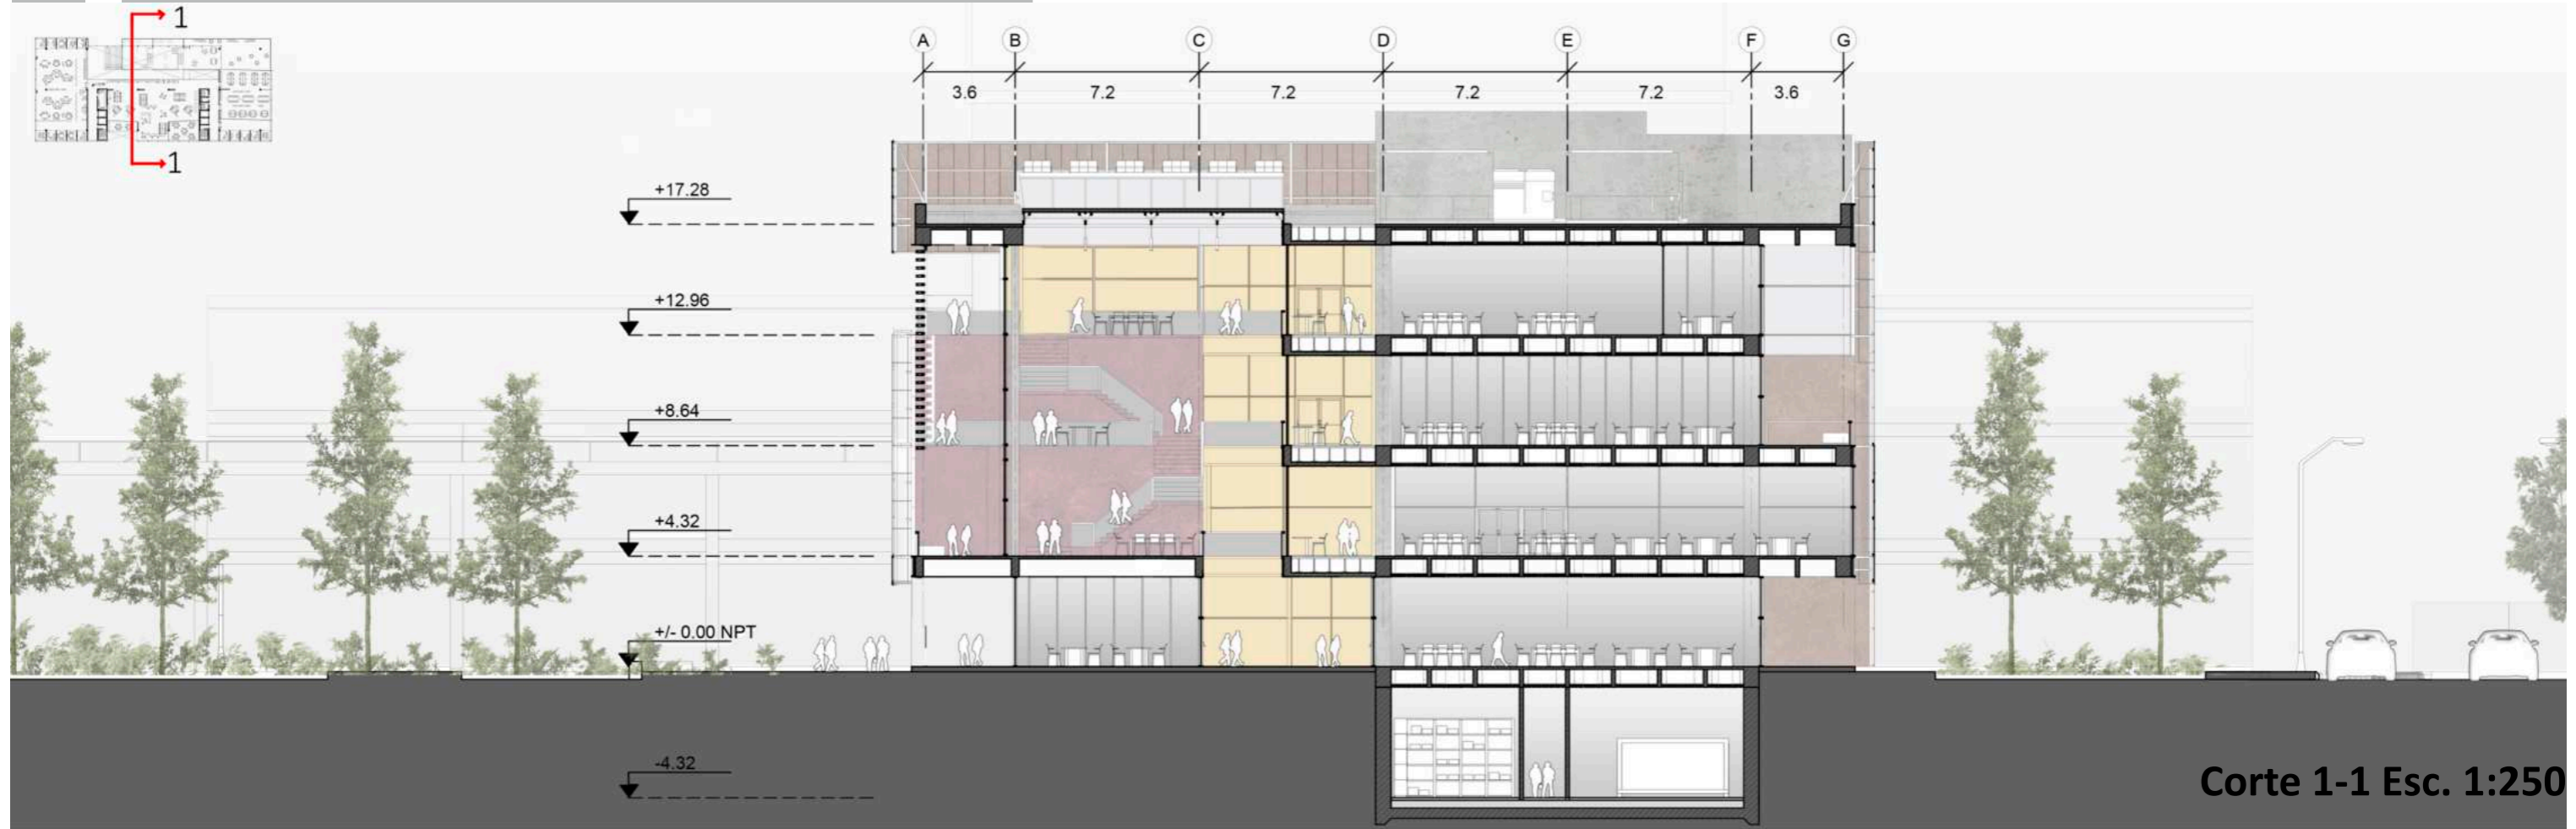 1
1
A B C D E F G
3.6 7.2 7.2 7.2 7.2 3.6
+17.28
+12.96
+8.64
+4.32
+/- 0.00 NPT
-4.32
Corte 1-1 Esc. 1:250